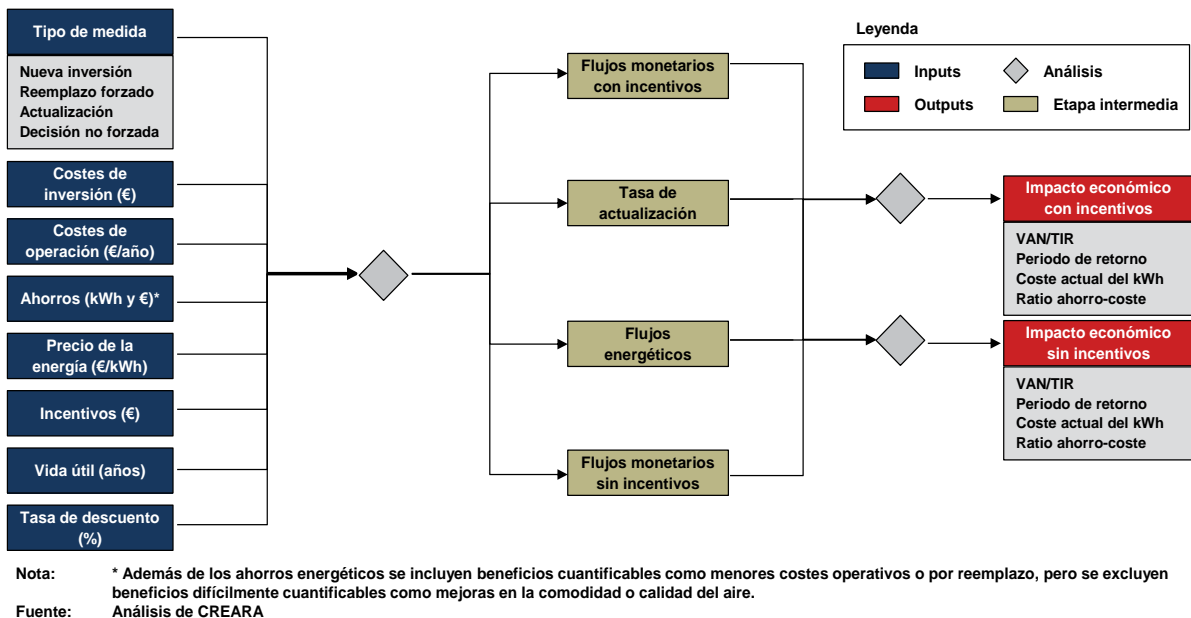 Tipo de medida
Nueva inversión
Reemplazo forzado
Actualización
Decisión no forzada
Costes de
inversión (€)
Costes de
operación (€/año)
Ahorros (kWh y €)*
Precio de la
energía (€/kWh)
Incentivos (€)
Vida útil (años)
Tasa de descuento
(%)
Flujos monetarios
con incentivos
Tasa de
actualización
Flujos
energéticos
Flujos monetarios
sin incentivos
Leyenda
Inputs
Análisis
Outputs
Etapa intermedia
Impacto económico
con incentivos
VAN/TIR
Periodo de retorno
Coste actual del kWh
Ratio ahorro-coste
Impacto económico
sin incentivos
VAN/TIR
Periodo de retorno
Coste actual del kWh
Ratio ahorro-coste
Nota: * Además de los ahorros energéticos se incluyen beneficios cuantificables como menores costes operativos o por reemplazo, pero se excluyen
beneficios difícilmente cuantificables como mejoras en la comodidad o calidad del aire.
Fuente: Análisis de CREARA